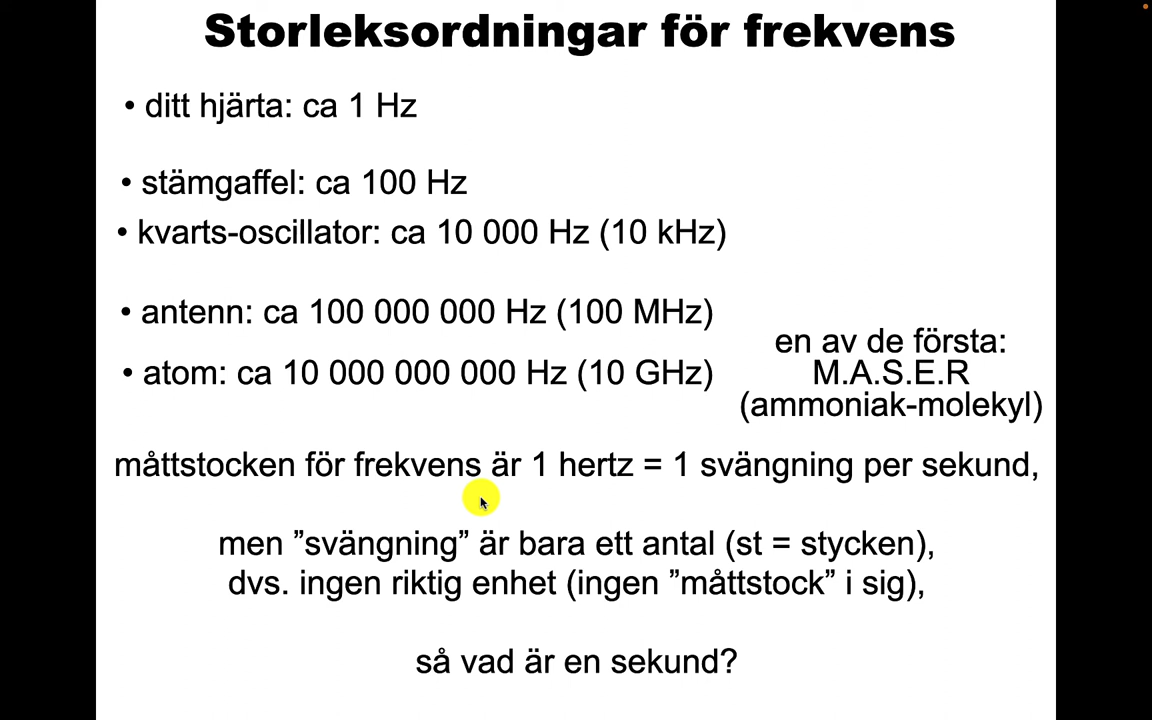 Storleksordningar för frekvens
• ditt hjärta: ca 1 Hz
• stämgaffel: ca 100 Hz
• kvarts-oscillator: ca 10 000 Hz (10 kHz)
• antenn: ca 100 000 000 Hz (100 MHz)
• atom: ca 10 000 000 000 Hz (10 GHz)
en av de första:
M.A.S.E.R
(ammoniak-molekyl)
måttstocken för frekvens är 1 hertz = 1 svängning per sekund,
men ”svängning” är bara ett antal (st = stycken),
dvs. ingen riktig enhet (ingen ”måttstock” i sig),
så vad är en sekund?